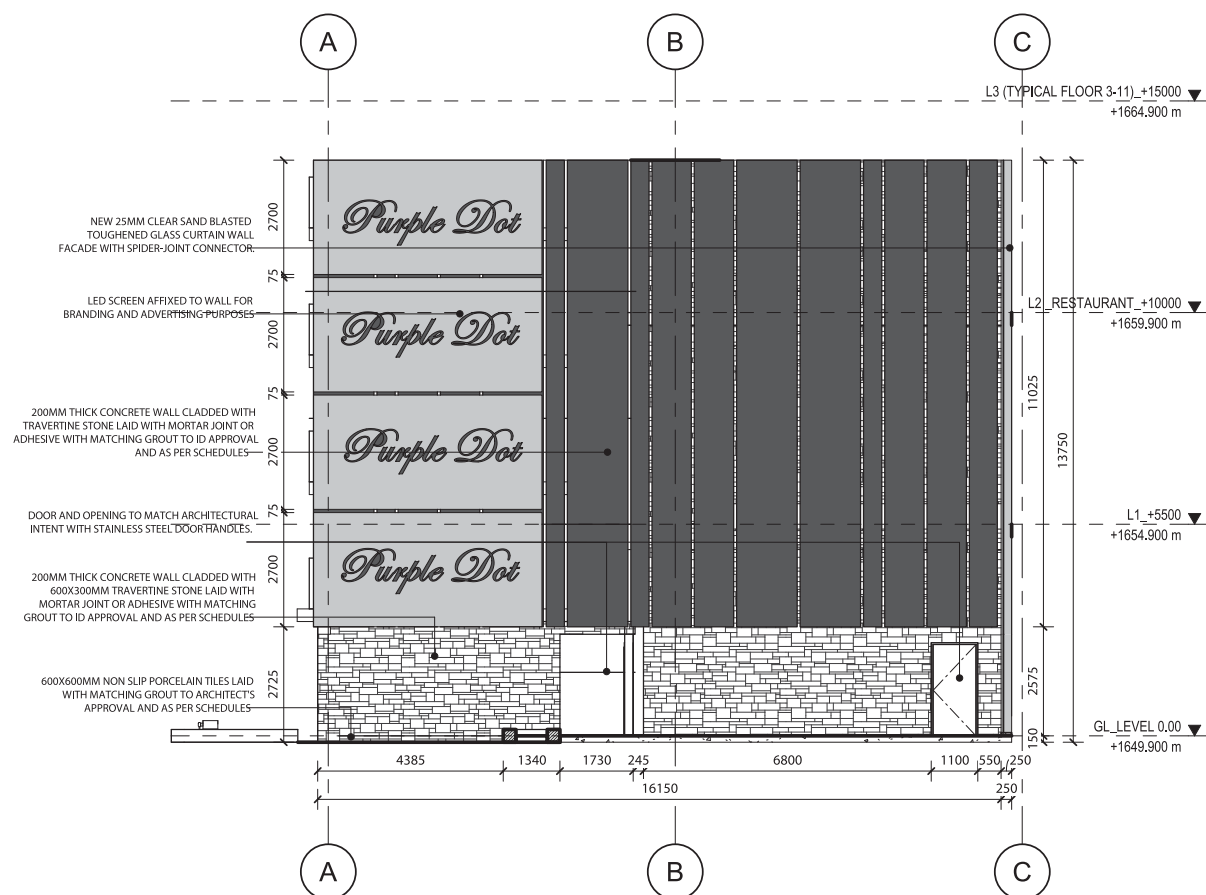 A
B
C
L3 (TYPICAL FLOOR 3-11)_+15000
+1664.900 m
NEW 25MM CLEAR SAND BLASTED
TOUGHENED GLASS CURTAIN WALL
FACADE WITH SPIDER-JOINT CONNECTOR.
2700
Purple Dot
75
LED SCREEN AFFIXED TO WALL FOR
BRANDING AND ADVERTISING PURPOSES
2700
Purple Dot
L2_RESTAURANT_+10000
+1659.900 m
75
11025
13750
200MM THICK CONCRETE WALL CLADDED WITH
TRAVERTINE STONE LAID WITH MORTAR JOINT OR
ADHESIVE WITH MATCHING GROUT TO ID APPROVAL
AND AS PER SCHEDULES
2700
Purple Dot
75
DOOR AND OPENING TO MATCH ARCHITECTURAL
INTENT WITH STAINLESS STEEL DOOR HANDLES.
L1_+5500
+1654.900 m
2700
Purple Dot
200MM THICK CONCRETE WALL CLADDED WITH
600X300MM TRAVERTINE STONE LAID WITH
MORTAR JOINT OR ADHESIVE WITH MATCHING
GROUT TO ID APPROVAL AND AS PER SCHEDULES
2725
2575
600X600MM NON SLIP PORCELAIN TILES LAID
WITH MATCHING GROUT TO ARCHITECT'S
APPROVAL AND AS PER SCHEDULES
GL_LEVEL 0.00
+1649.900 m
150
4385 1340 1730 245 6800 1100 550 250
16150 250
A
B
C